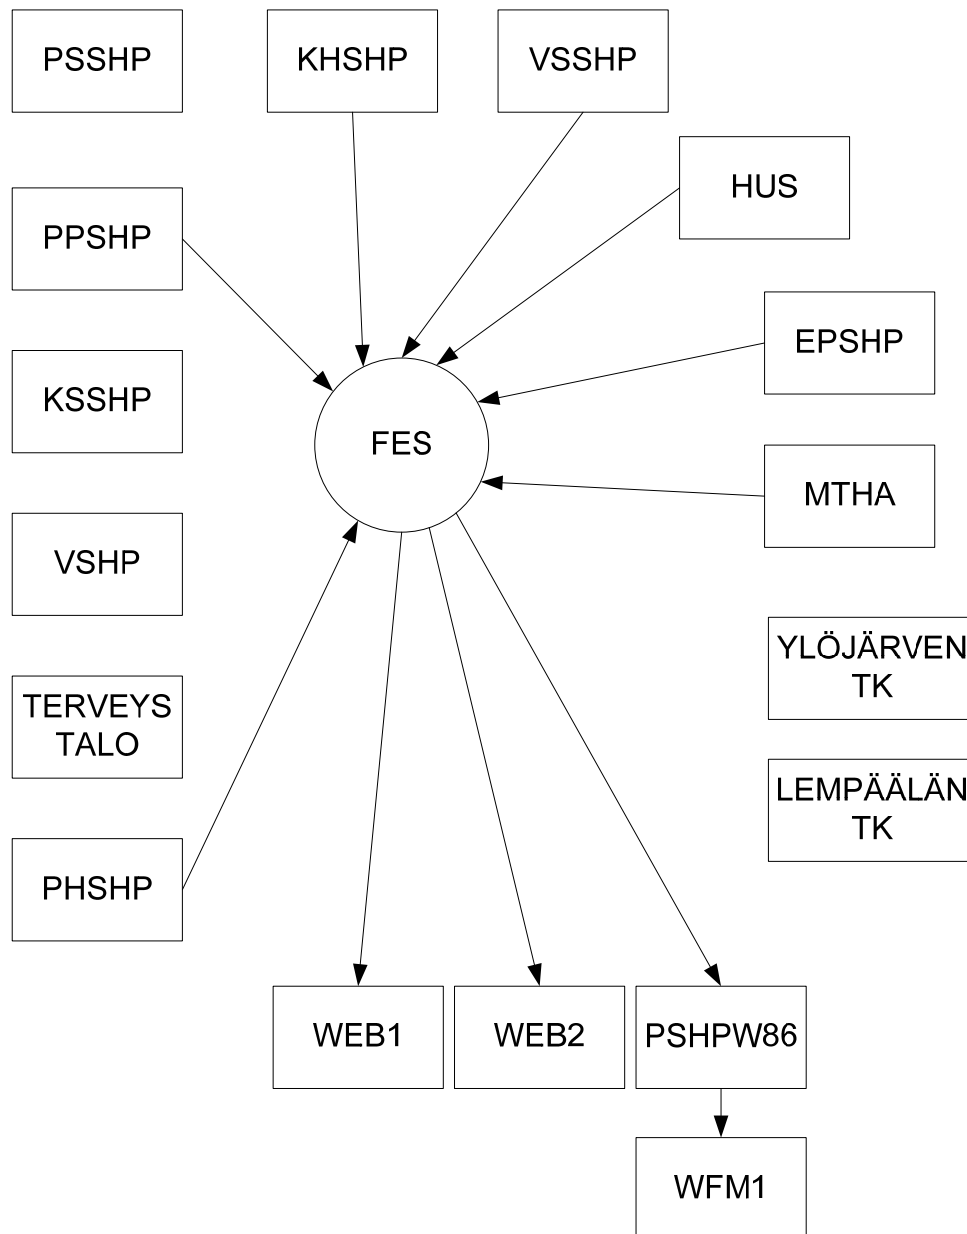 PSSHP
KHSHP
VSSHP
HUS
PPSHP
EPSHP
KSSHP
FES
MTHA
VSHP
YLÖJÄRVEN
TK
TERVEYS
TALO
LEMPÄÄLÄN
TK
PHSHP
WEB1
WEB2
PSHPW86
WFM1